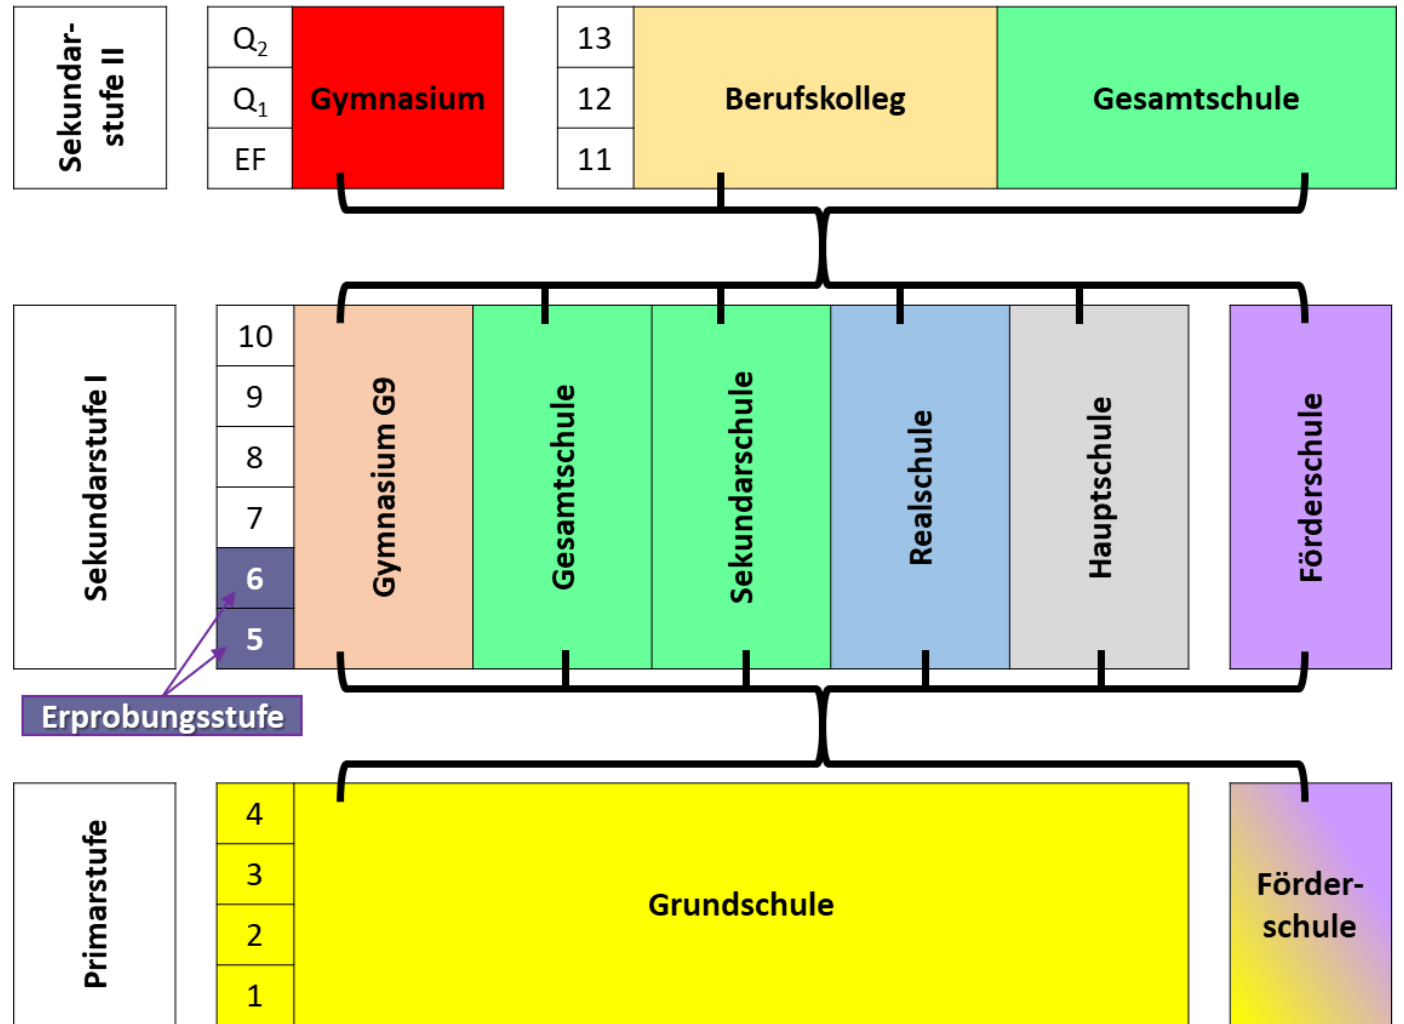 Sekundar-
stufe II
Q2
Q1
EF
Gymnasium
13
12
11
Berufskolleg
Gesamtschule
Sekundarstufe I
10
9
8
7
6
5
Gymnasium G9
Gesamtschule
Sekundarschule
Realschule
Hauptschule
Förderschule
Erprobungsstufe
Primarstufe
4
3
2
1
Grundschule
Förder-
schule